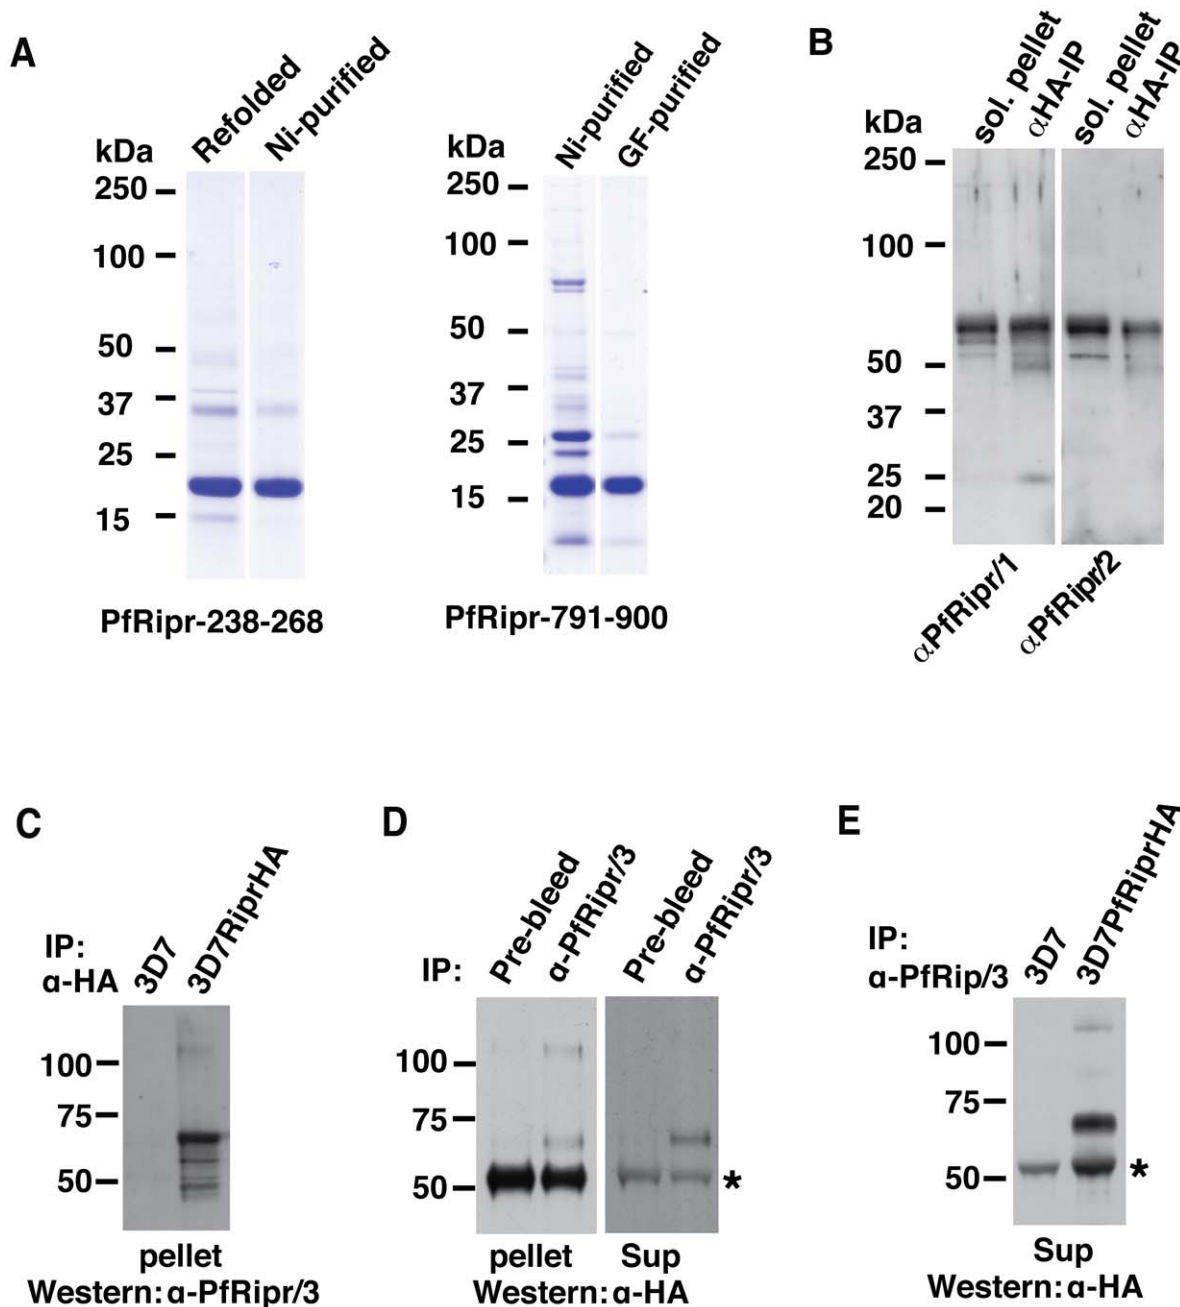 A
Refolded
Ni-purified
kDa
250
100
50
37
25
15
PfRipr-238-268
Ni-purified
GF-purified
kDa
250
100
50
37
25
15
PfRipr-791-900
B
sol. pellet
αHA-IP
sol. pellet
αHA-IP
kDa
250
100
50
37
25
20
αPfRipr/1
αPfRipr/2
C
IP:
α-HA
3D7
3D7RiprHA
100
75
50
pellet
Western: α-PfRipr/3
D
IP:
Pre-bleed
α-PfRipr/3
Pre-bleed
α-PfRipr/3
100
75
50
*
pellet Sup
Western: α-HA
E
IP:
α-PfRip/3
3D7
3D7PfRiprHA
100
75
50
*
Sup
Western: α-HA